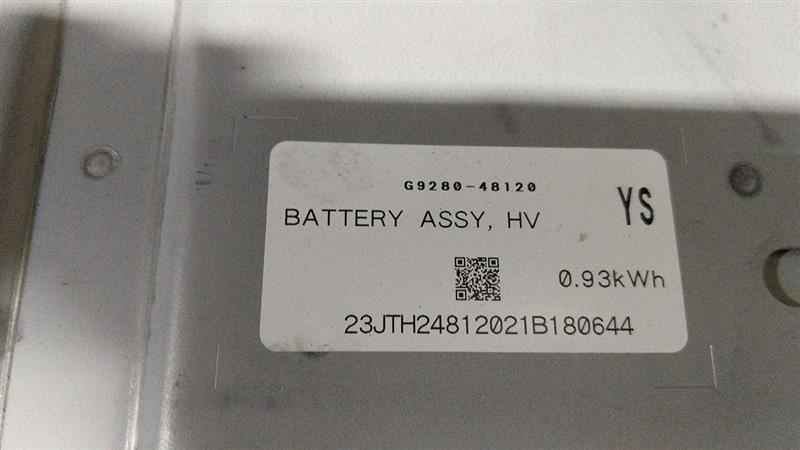 G9280-48120
BATTERY ASSY, HV
YS
0.93kWh
23JTH24812021B180644